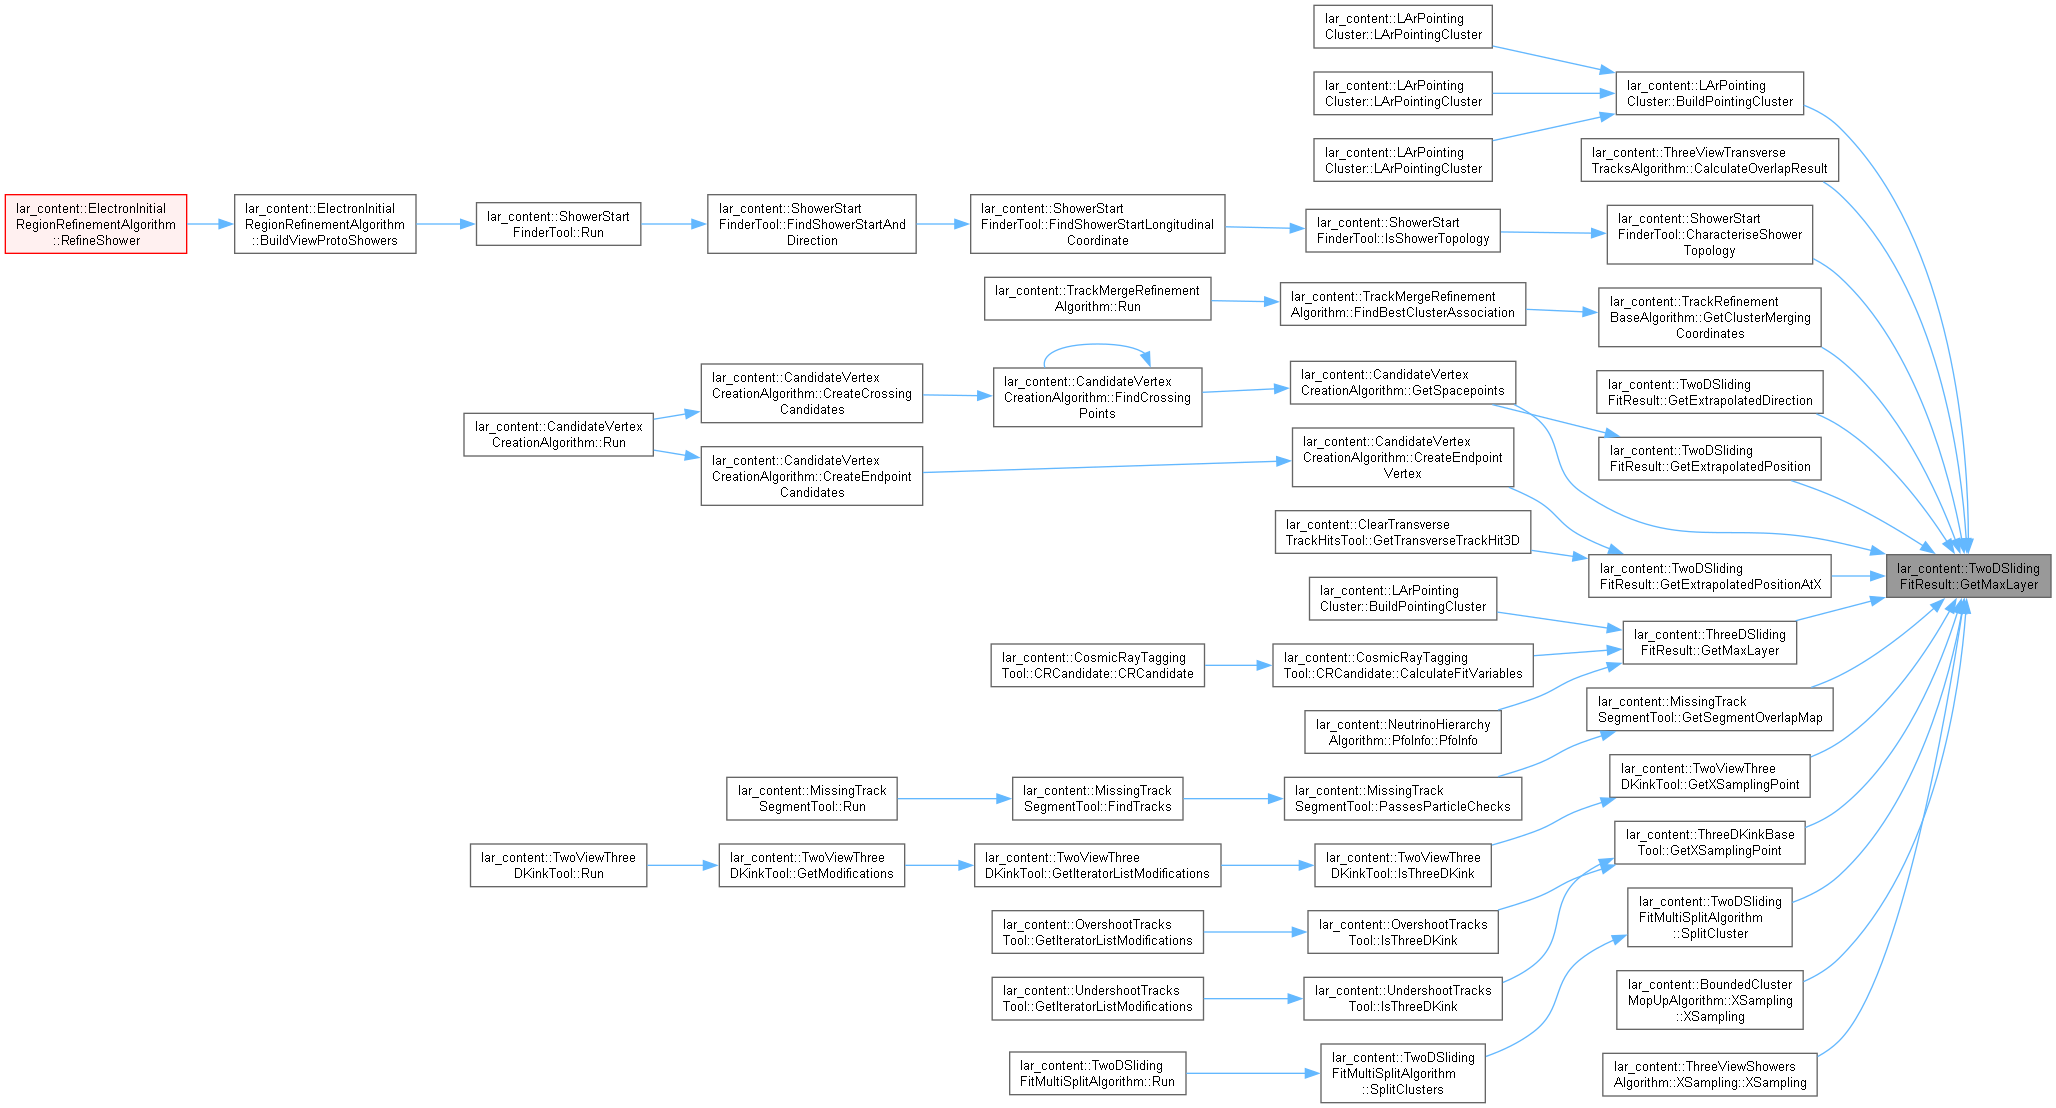 lar_content::LArPointing
Cluster::LArPointingCluster
lar_content::LArPointing
Cluster::BuildPointingCluster
lar_content::LArPointing
Cluster::LArPointingCluster
lar_content::LArPointing
Cluster::LArPointingCluster
lar_content::ThreeViewTransverse
TracksAlgorithm::CalculateOverlapResult
lar_content::ElectronInitial
RegionRefinementAlgorithm
::RefineShower
lar_content::ElectronInitial
RegionRefinementAlgorithm
::BuildViewProtoShowers
lar_content::ShowerStart
FinderTool::Run
lar_content::ShowerStart
FinderTool::FindShowerStartAnd
Direction
lar_content::ShowerStart
FinderTool::FindShowerStartLongitudinal
Coordinate
lar_content::ShowerStart
FinderTool::IsShowerTopology
lar_content::ShowerStart
FinderTool::CharacteriseShower
Topology
lar_content::TrackMergeRefinement
Algorithm::Run
lar_content::TrackMergeRefinement
Algorithm::FindBestClusterAssociation
lar_content::TrackRefinement
BaseAlgorithm::GetClusterMerging
Coordinates
lar_content::CandidateVertex
CreationAlgorithm::Run
lar_content::CandidateVertex
CreationAlgorithm::CreateCrossing
Candidates
lar_content::CandidateVertex
CreationAlgorithm::FindCrossing
Points
lar_content::CandidateVertex
CreationAlgorithm::GetSpacepoints
lar_content::TwoDSliding
FitResult::GetExtrapolatedDirection
lar_content::CandidateVertex
CreationAlgorithm::CreateEndpoint
Candidates
lar_content::CandidateVertex
CreationAlgorithm::CreateEndpoint
Vertex
lar_content::TwoDSliding
FitResult::GetExtrapolatedPosition
lar_content::ClearTransverse
TrackHitsTool::GetTransverseTrackHit3D
lar_content::TwoDSliding
FitResult::GetExtrapolatedPositionAtX
lar_content::TwoDSliding
FitResult::GetMaxLayer
lar_content::LArPointing
Cluster::BuildPointingCluster
lar_content::ThreeDSliding
FitResult::GetMaxLayer
lar_content::CosmicRayTagging
Tool::CRCandidate::CRCandidate
lar_content::CosmicRayTagging
Tool::CRCandidate::CalculateFitVariables
lar_content::NeutrinoHierarchy
Algorithm::PfoInfo::PfoInfo
lar_content::MissingTrack
SegmentTool::GetSegmentOverlapMap
lar_content::MissingTrack
SegmentTool::Run
lar_content::MissingTrack
SegmentTool::FindTracks
lar_content::MissingTrack
SegmentTool::PassesParticleChecks
lar_content::TwoViewThree
DKinkTool::GetXSamplingPoint
lar_content::TwoViewThree
DKinkTool::Run
lar_content::TwoViewThree
DKinkTool::GetModifications
lar_content::TwoViewThree
DKinkTool::GetIteratorListModifications
lar_content::TwoViewThree
DKinkTool::IsThreeDKink
lar_content::ThreeDKinkBase
Tool::GetXSamplingPoint
lar_content::OvershootTracks
Tool::GetIteratorListModifications
lar_content::OvershootTracks
Tool::IsThreeDKink
lar_content::TwoDSliding
FitMultiSplitAlgorithm
::SplitCluster
lar_content::UndershootTracks
Tool::GetIteratorListModifications
lar_content::UndershootTracks
Tool::IsThreeDKink
lar_content::BoundedCluster
MopUpAlgorithm::XSampling
::XSampling
lar_content::TwoDSliding
FitMultiSplitAlgorithm::Run
lar_content::TwoDSliding
FitMultiSplitAlgorithm
::SplitClusters
lar_content::ThreeViewShowers
Algorithm::XSampling::XSampling